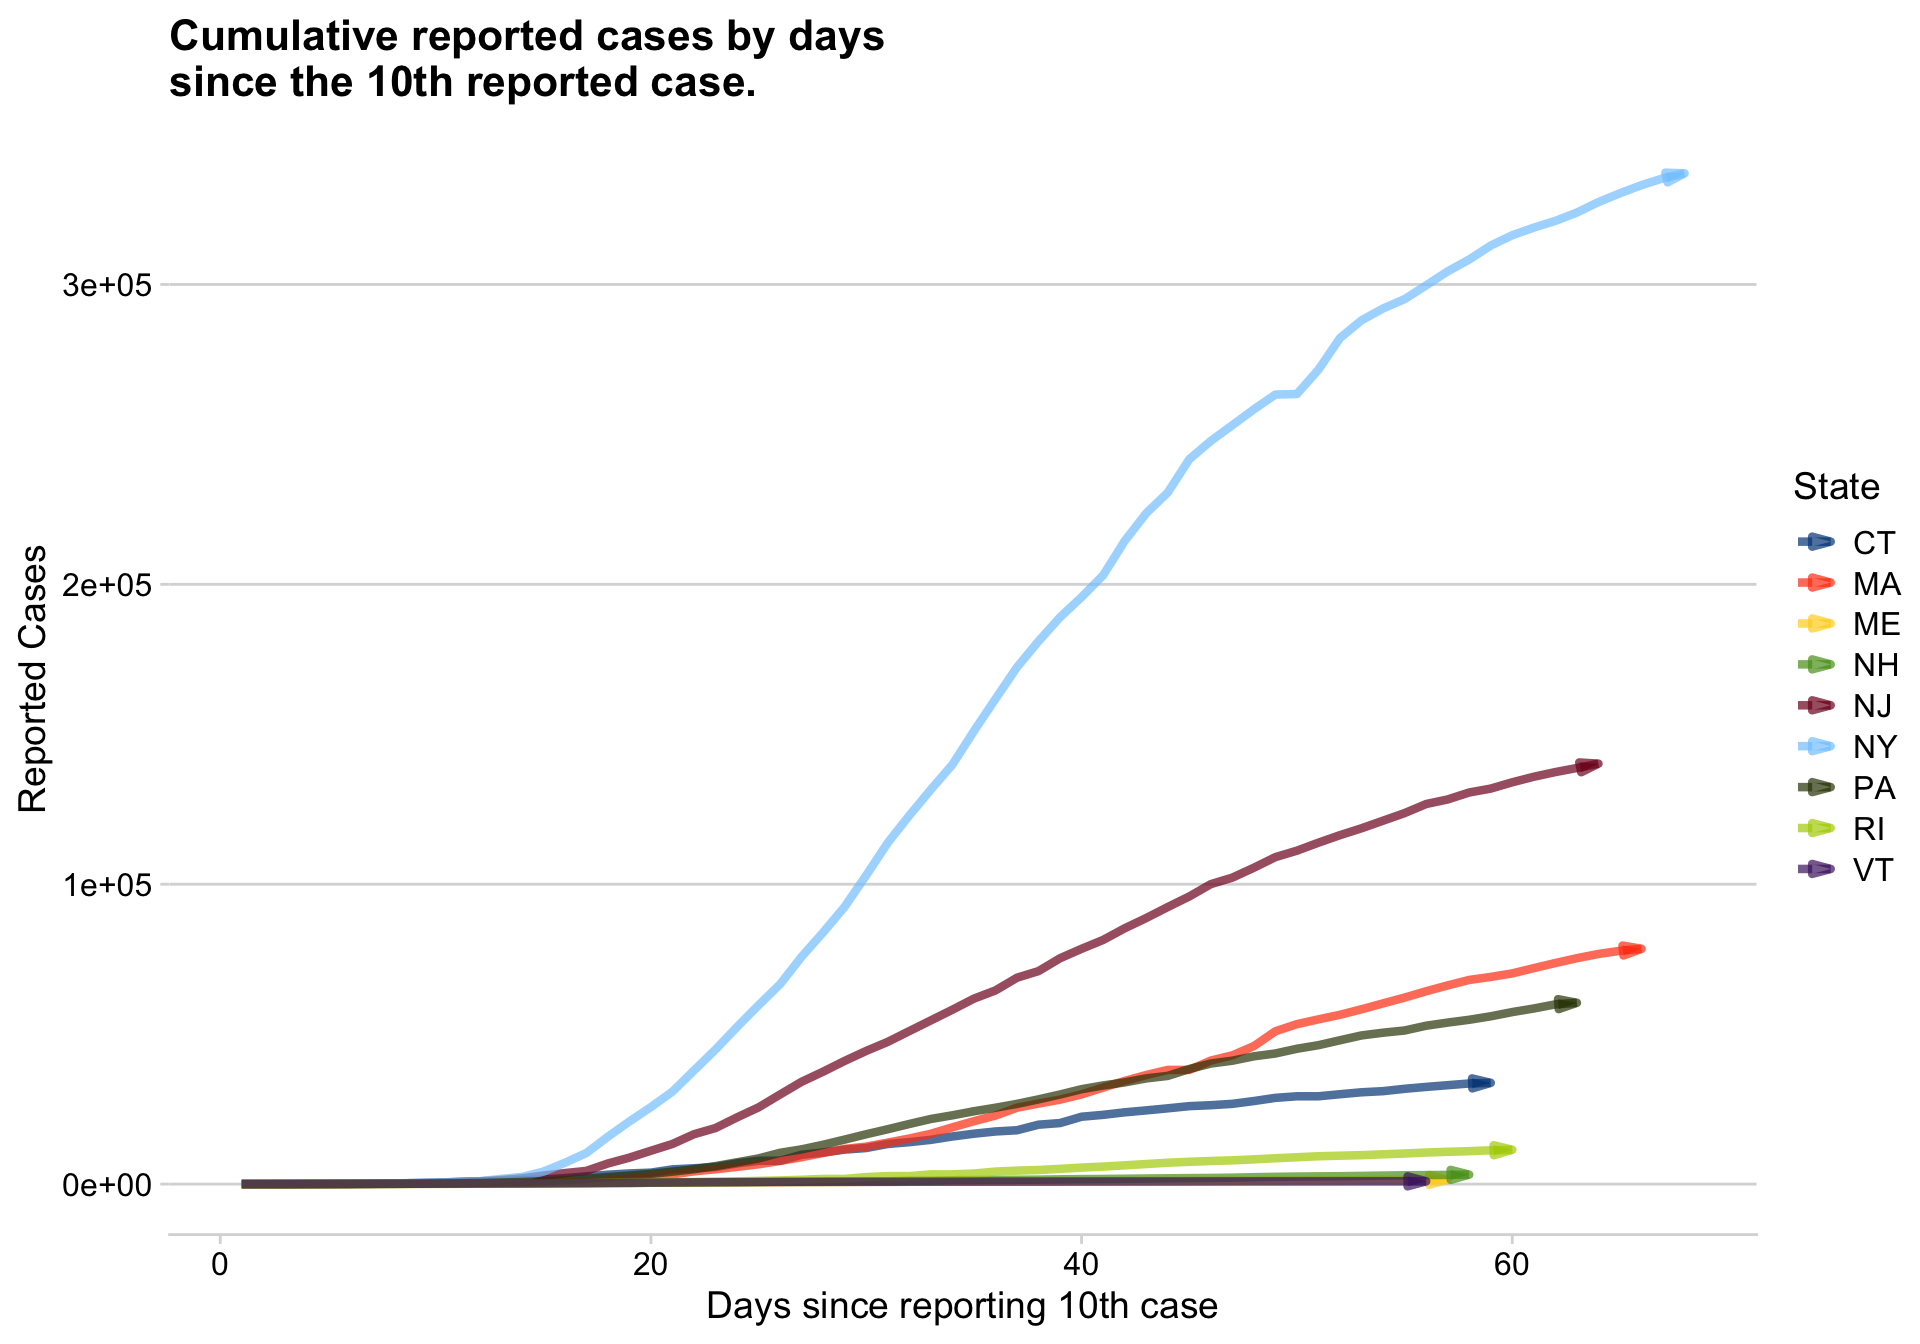 Cumulative reported cases by days
since the 10th reported case.
Reported Cases
3e+05
2e+05
1e+05
0e+00
0
20
40
60
Days since reporting 10th case
State
CT
MA
ME
NH
NJ
NY
PA
RI
VT